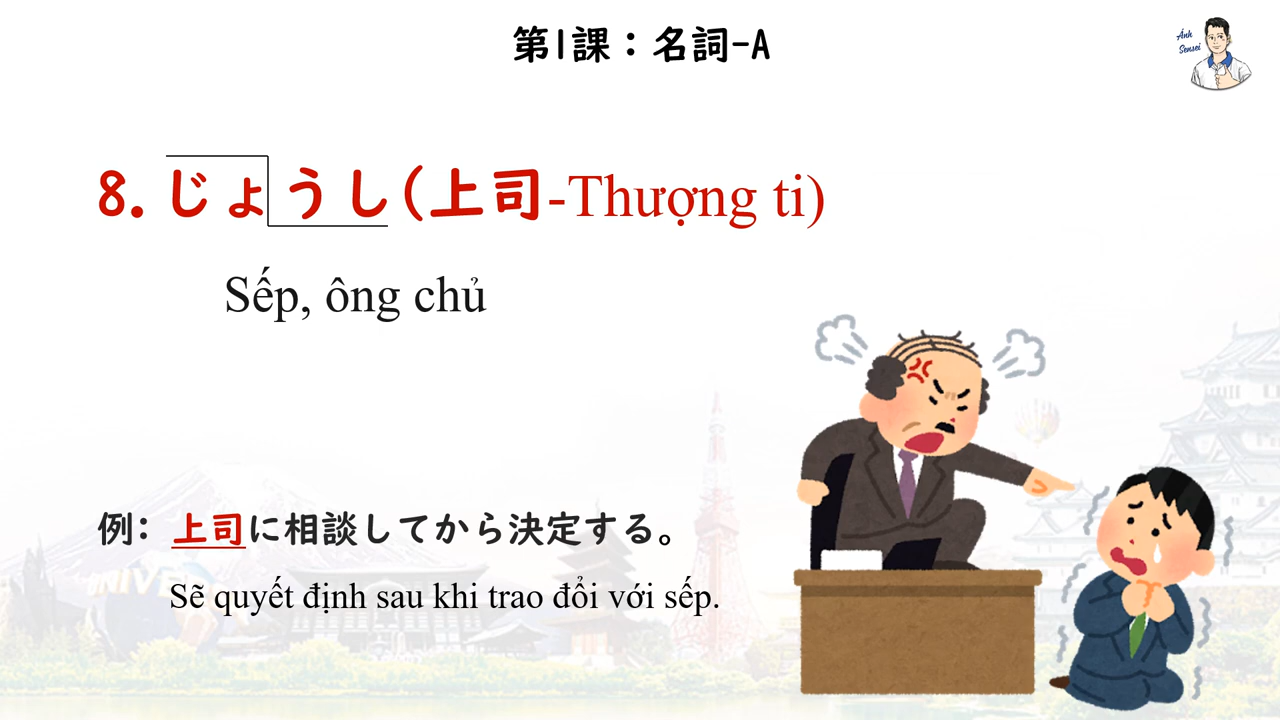 第1課：名詞-A
Ánh
Sensei
8. じょうし(上司-Thượng ti)
Sếp, ông chủ
例: 上司に相談してから決定する。
Sẽ quyết định sau khi trao đổi với sếp.